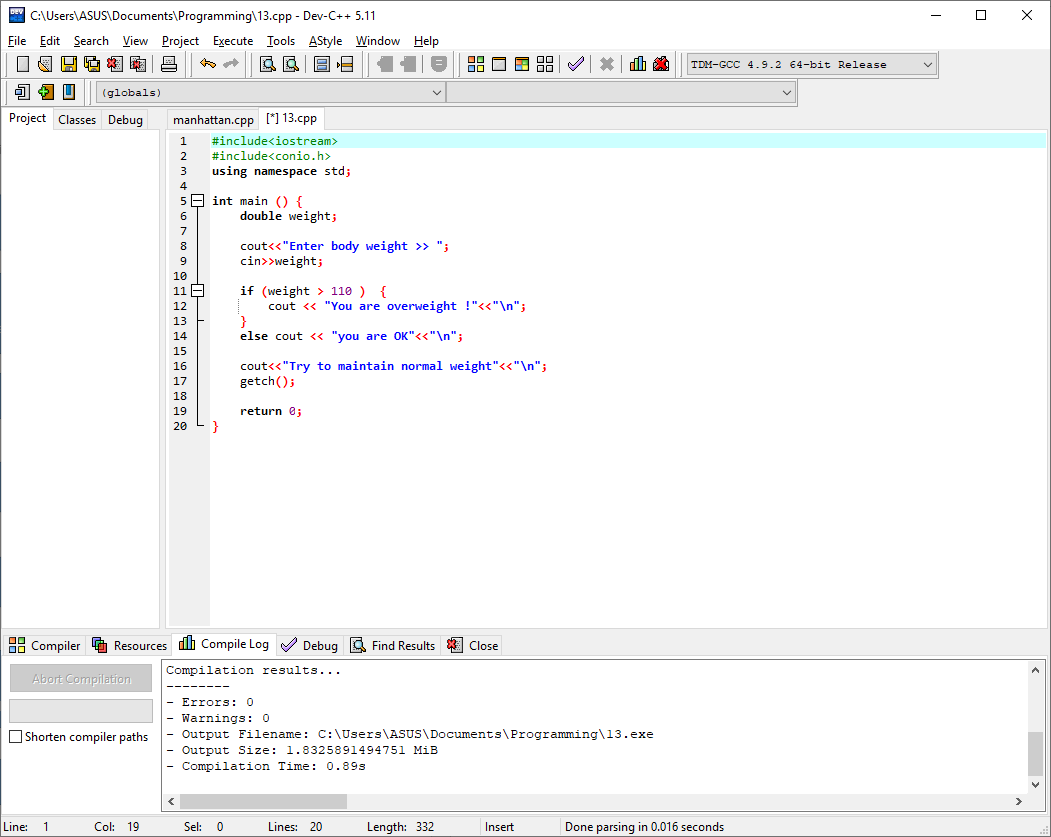 C:\Users\ASUS\Documents\Programming\13.cpp - Dev-C++ 5.11
File Edit Search View Project Execute Tools AStyle Window Help
TDM-GCC 4.9.2 64-bit Release
(globals)
Project Classes Debug manhattan.cpp [*] 13.cpp
1 #include<iostream>
2 #include<conio.h>
3 using namespace std;
4
5 int main () {
6 double weight;
7
8 cout<<"Enter body weight >> ";
9 cin>>weight;
10
11 if (weight > 110 ) {
12 cout << "You are overweight !"<<"\n";
13 }
14 else cout << "you are OK"<<"\n";
15
16 cout<<"Try to maintain normal weight"<<"\n";
17 getch();
18
19 return 0;
20 }
Compiler Resources Compile Log Debug Find Results Close
Abort Compilation
Shorten compiler paths
Compilation results...
--------
- Errors: 0
- Warnings: 0
- Output Filename: C:\Users\ASUS\Documents\Programming\13.exe
- Output Size: 1.8325891494751 MiB
- Compilation Time: 0.89s
Line: 1 Col: 19 Sel: 0 Lines: 20 Length: 332 Insert Done parsing in 0.016 seconds